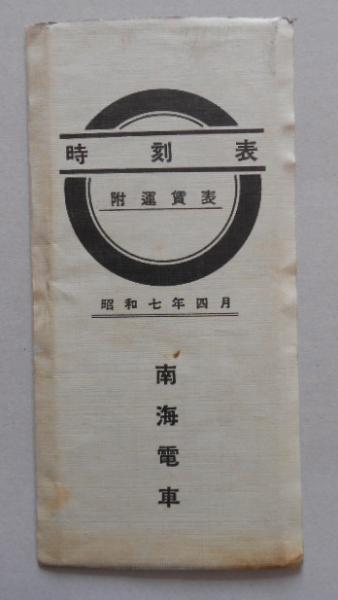 時刻表
附運賃表
昭和七年四月
南海電車